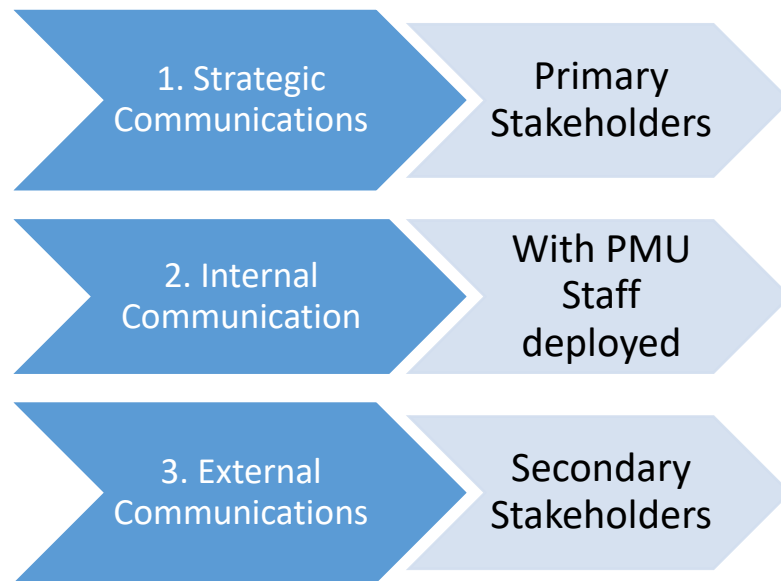 1. Strategic
Communications
Primary
Stakeholders
2. Internal
Communication
With PMU
Staff
deployed
3. External
Communications
Secondary
Stakeholders